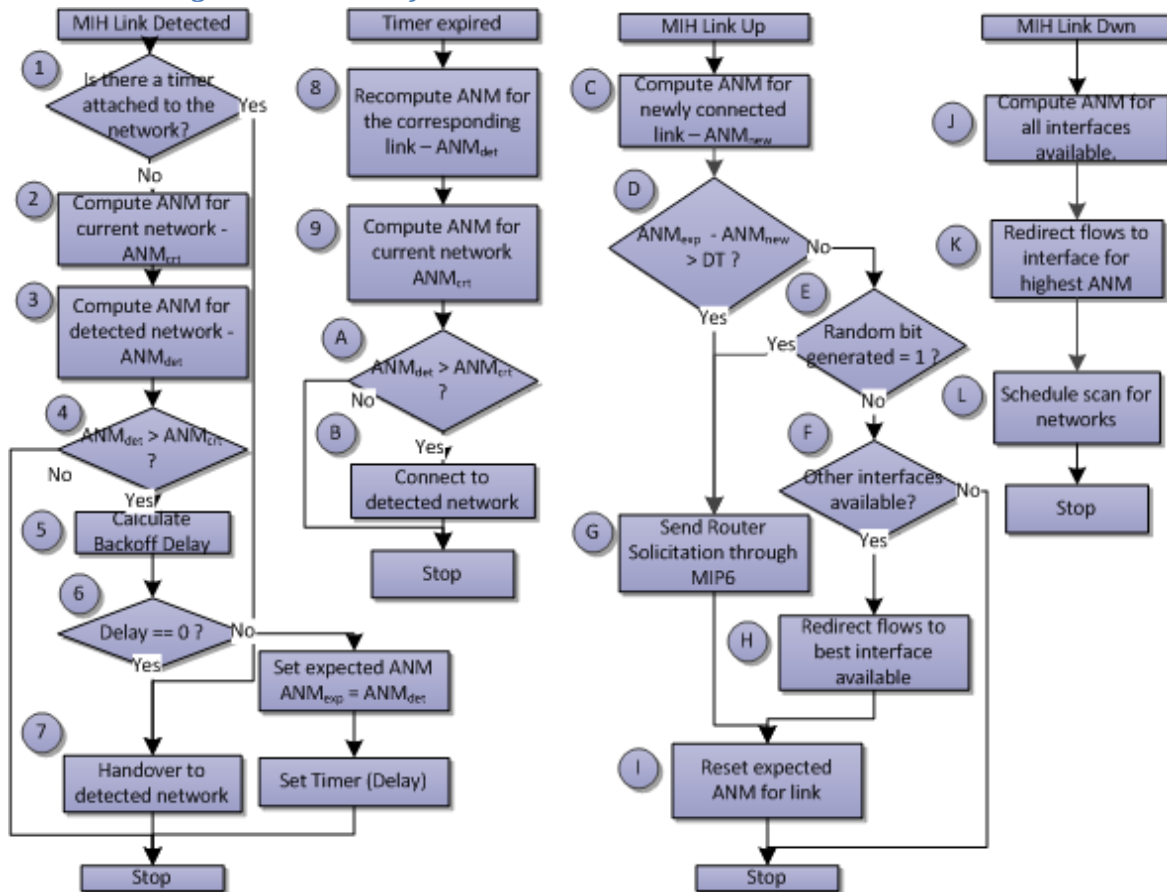 MIH Link Detected
1
Is there a timer
attached to the
network?
Yes
No
2
Compute ANM for
current network -
ANMcrt
3
Compute ANM for
detected network -
ANMdet
4
ANMdet > ANMcrt
?
No
Yes
5
Calculate
Backoff Delay
6
Delay == 0 ?
No
Yes
Set expected ANM
ANMexp = ANMdet
7
Handover to
detected network
Set Timer (Delay)
Stop
Timer expired
8
Recompute ANM for
the corresponding
link – ANMdet
9
Compute ANM for
current network
ANMcrt
A
ANMdet > ANMcrt
?
No
B
Yes
Connect to
detected network
Stop
MIH Link Up
C
Compute ANM for
newly connected
link – ANMnew
D
ANMexp - ANMnew
> DT ?
No
Yes
E
Random bit
generated = 1 ?
Yes
No
F
Other interfaces
available?
No
Yes
G
Send Router
Solicitation through
MIP6
H
Redirect flows to
best interface
available
I
Reset expected
ANM for link
Stop
MIH Link Dwn
J
Compute ANM for
all interfaces
available.
K
Redirect flows to
interface for
highest ANM
L
Schedule scan for
networks
Stop